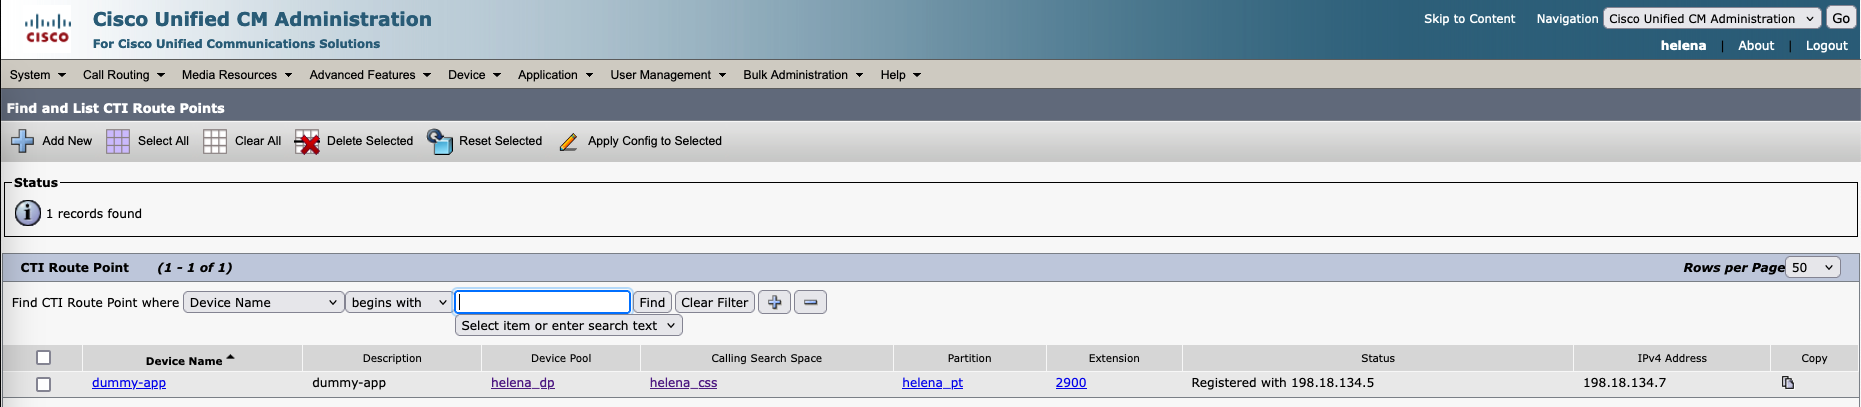 CISCO
Cisco Unified CM Administration
For Cisco Unified Communications Solutions
Skip to Content Navigation Cisco Unified CM Administration Go
helena | About | Logout
System Call Routing Media Resources Advanced Features Device Application User Management Bulk Administration Help
Find and List CTI Route Points
Add New Select All Clear All Delete Selected Reset Selected Apply Config to Selected
Status
i 1 records found
CTI Route Point (1 - 1 of 1) Rows per Page 50
Find CTI Route Point where Device Name begins with Find Clear Filter
Select item or enter search text
Device Name Description Device Pool Calling Search Space Partition Extension Status IPv4 Address Copy
dummy-app dummy-app helena_dp helena_css helena_pt 2900 Registered with 198.18.134.5 198.18.134.7